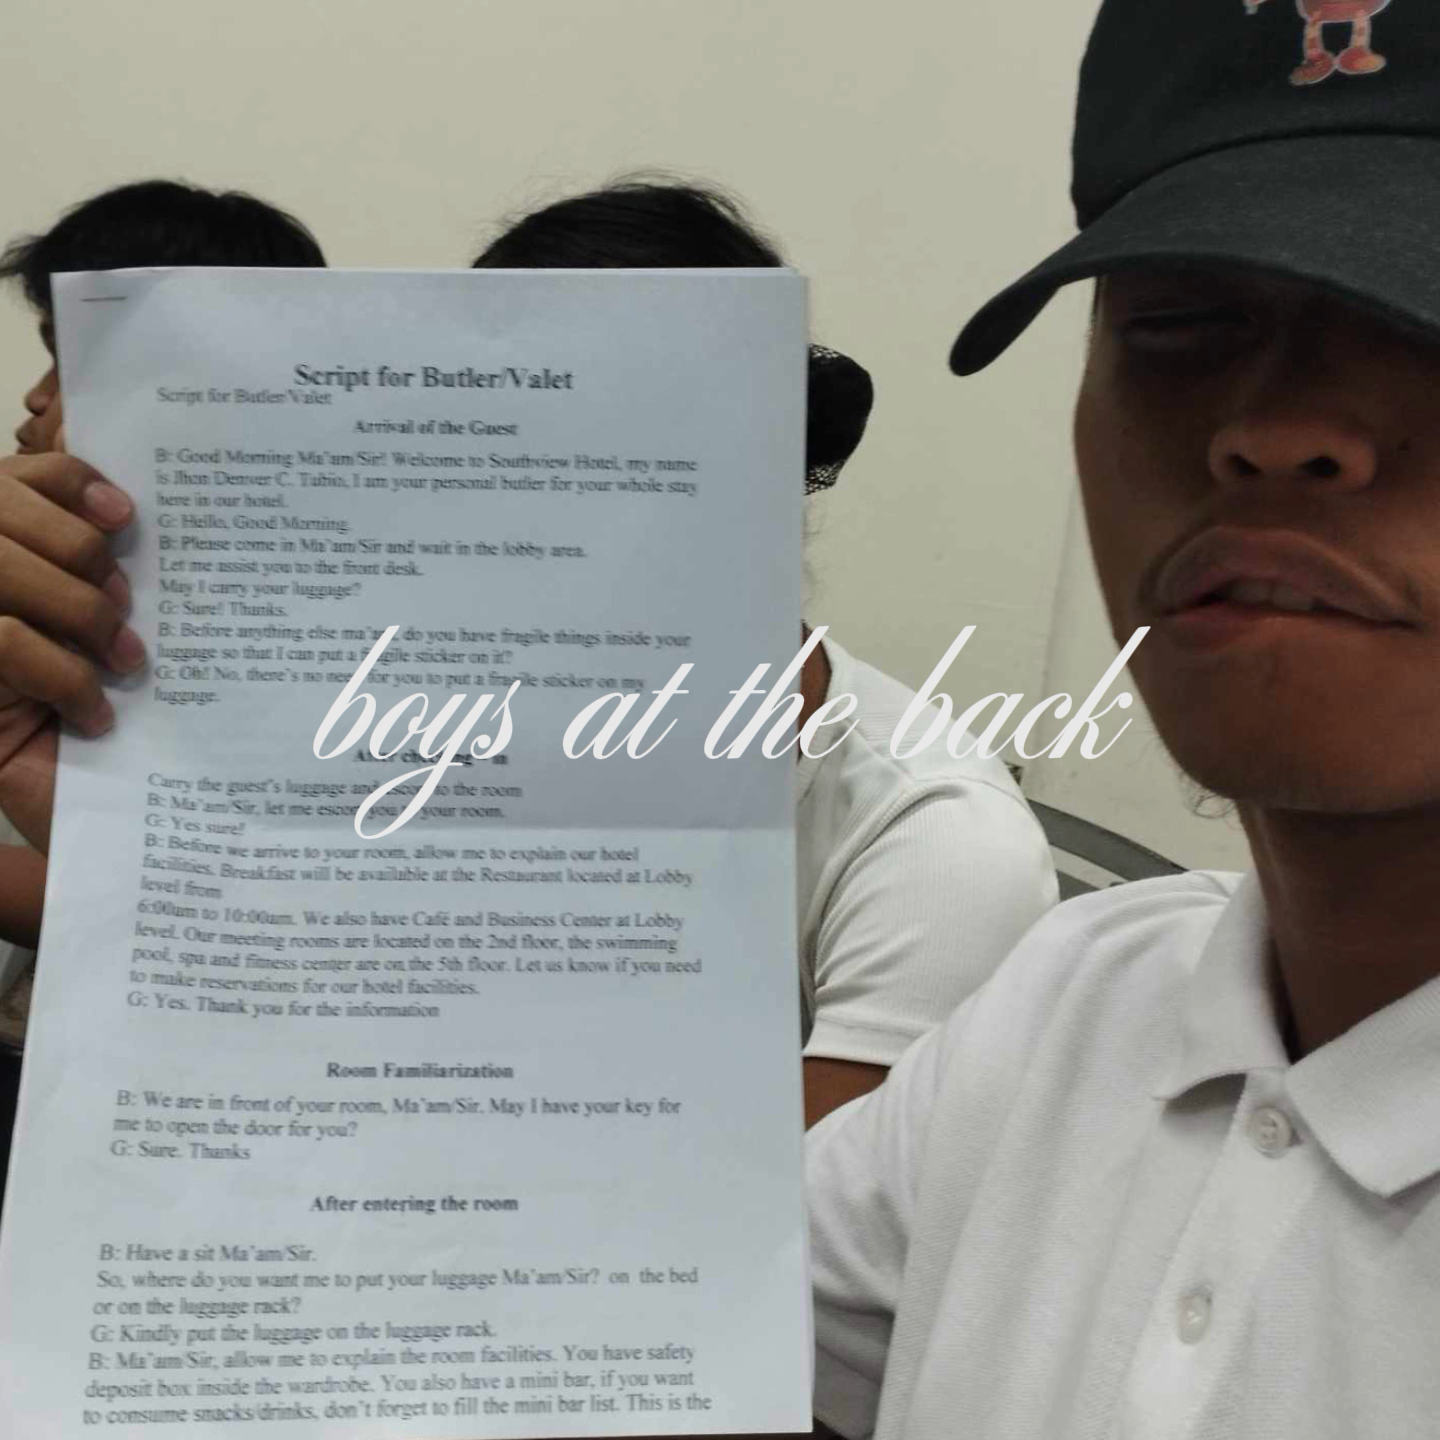 Script for Butler/Valet
Script for Butler/Valet
Arrival of the Guest
B: Good Morning Ma'am/Sir! Welcome to Southview Hotel, my name
is Jhon Denver C. Tubio, I am your personal butler for your whole stay
here in our hotel.
G: Hello, Good Morning.
B: Please come in Ma'am/Sir and wait in the lobby area.
Let me assist you to the front desk.
May I carry your luggage?
G: Sure! Thanks.
B: Before anything else ma'am, do you have fragile things inside your
luggage so that I can put a fragile sticker on it?
G: Oh! No, there's no need for you to put a fragile sticker on my
luggage.
boys at the back
After checking - in
Carry the guest's luggage and escort to the room
B: Ma'am/Sir, let me escort you to your room.
G: Yes sure!
B: Before we arrive to your room, allow me to explain our hotel
facilities. Breakfast will be available at the Restaurant located at Lobby
level from
6:00am to 10:00am. We also have Café and Business Center at Lobby
level. Our meeting rooms are located on the 2nd floor, the swimming
pool, spa and fitness center are on the 5th floor. Let us know if you need
to make reservations for our hotel facilities.
G: Yes. Thank you for the information
Room Familiarization
B: We are in front of your room, Ma'am/Sir. May I have your key for
me to open the door for you?
G: Sure. Thanks
After entering the room
B: Have a sit Ma'am/Sir.
So, where do you want me to put your luggage Ma'am/Sir? on the bed
or on the luggage rack?
G: Kindly put the luggage on the luggage rack.
B: Ma'am/Sir, allow me to explain the room facilities. You have safety
deposit box inside the wardrobe. You also have a mini bar, if you want
to consume snacks/drinks, don't forget to fill the mini bar list. This is the